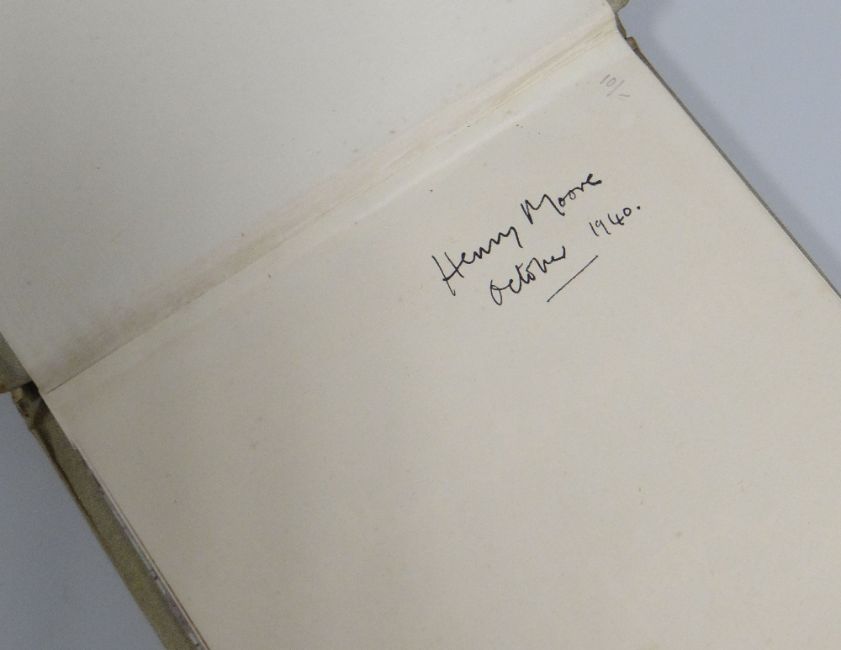 10/-
Henry Moore
October 1940.